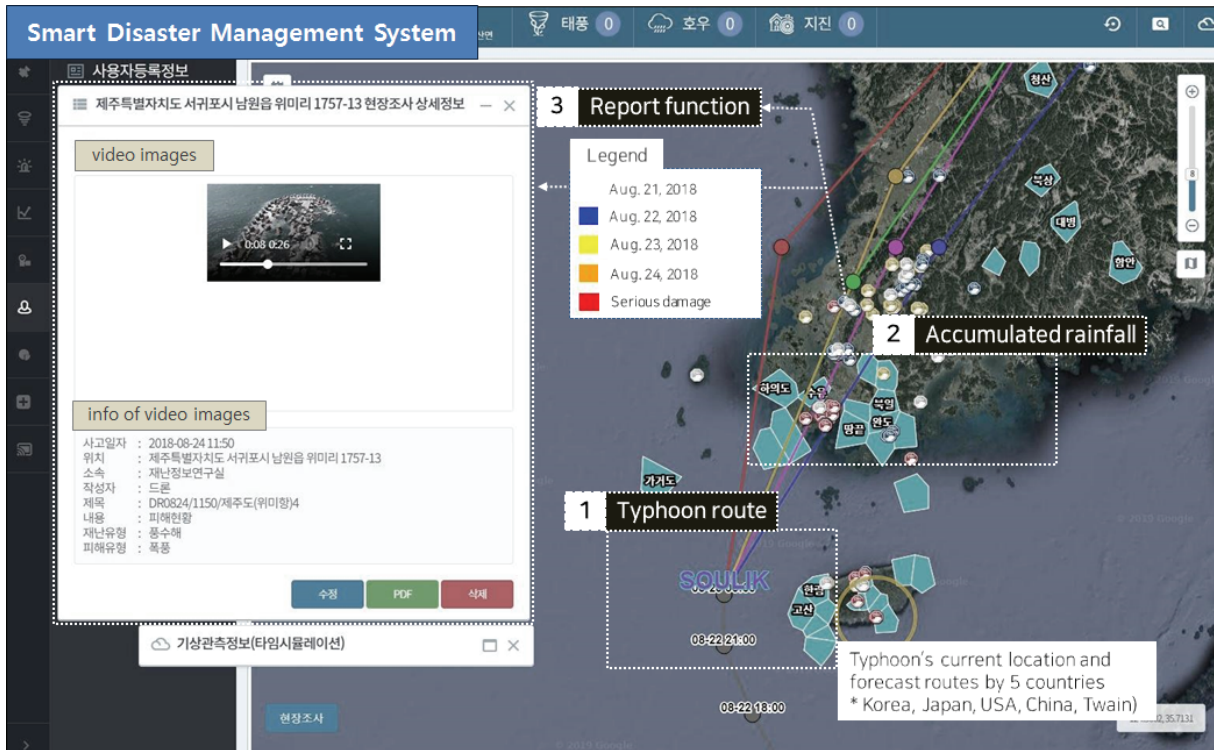 Smart Disaster Management System
태풍 0
호우 0
지진 0
사용자등록정보
제주특별자치도 서귀포시 남원읍 위미리 1757-13 현장조사 상세정보
video images
0:08 0:26
info of video images
사고일자 : 2018-08-24 11:50
위치 : 제주특별자치도 서귀포시 남원읍 위미리 1757-13
소속 : 재난정보연구실
작성자 : 드론
제목 : DR0824/1150/제주도(위미항)4
내용 : 피해현황
재난유형 : 풍수해
피해유형 : 폭풍
수정
PDF
삭제
기상관측정보(타임시뮬레이션)
현장조사
3 Report function
Legend
Aug. 21, 2018
Aug. 22, 2018
Aug. 23, 2018
Aug. 24, 2018
Serious damage
청산
북상
대병
함안
8
2 Accumulated rainfall
하의도
수유
북일
땅끝
완도
가거도
1 Typhoon route
SOULIK
한림
고산
08-22 21:00
08-22 18:00
Typhoon's current location and
forecast routes by 5 countries
* Korea, Japan, USA, China, Twain)
© 2019 Google